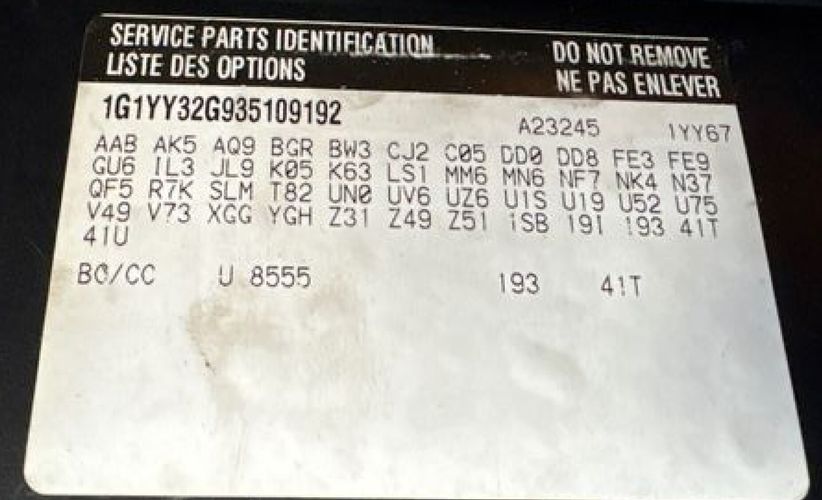 SERVICE PARTS IDENTIFICATION DO NOT REMOVE
LISTE DES OPTIONS NE PAS ENLEVER
1G1YY32G935109192 A23245 1YY67
AAB AK5 AQ9 BGR BW3 CJ2 C05 DD0 DD8 FE3 FE9
GU6 IL3 JL9 K05 K63 LS1 MM6 MN6 NF7 NK4 N37
QF5 R7K SLM T82 UN0 UV6 UZ6 U1S U19 U52 U75
V49 V73 XGG YGH Z31 Z49 Z51 1SB 19I 193 41T
41U
BC/CC U 8555 193 41T